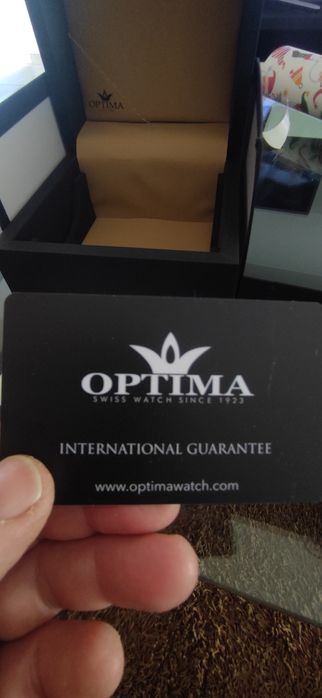 OPTIMA
OPTIMA
SWISS WATCH SINCE 1923
INTERNATIONAL GUARANTEE
www.optimawatch.com